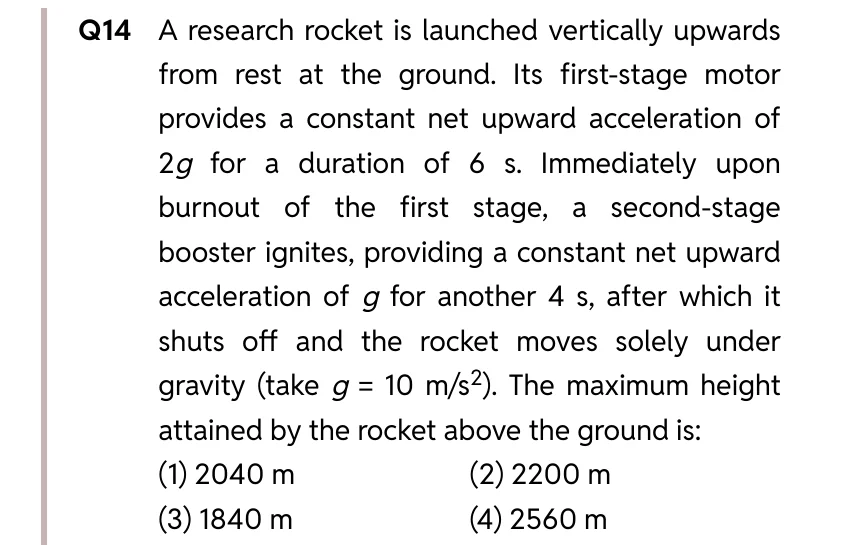 Q14 A research rocket is launched vertically upwards
from rest at the ground. Its first-stage motor
provides a constant net upward acceleration of
2g for a duration of 6 s. Immediately upon
burnout of the first stage, a second-stage
booster ignites, providing a constant net upward
acceleration of g for another 4 s, after which it
shuts off and the rocket moves solely under
gravity (take g = 10 m/s²). The maximum height
attained by the rocket above the ground is:
(1) 2040 m (2) 2200 m
(3) 1840 m (4) 2560 m